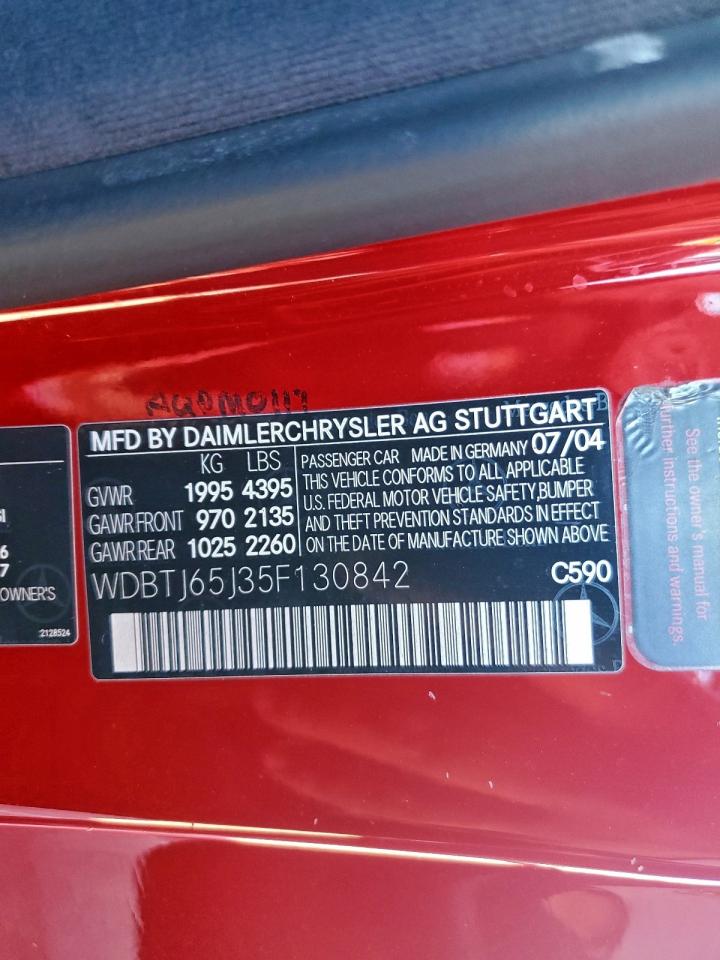 MFD BY DAIMLERCHRYSLER AG STUTTGART
KG LBS
GVWR 1995 4395
GAWR FRONT 970 2135
GAWR REAR 1025 2260
PASSENGER CAR MADE IN GERMANY 07/04
THIS VEHICLE CONFORMS TO ALL APPLICABLE
U.S. FEDERAL MOTOR VEHICLE SAFETY,BUMPER
AND THEFT PREVENTION STANDARDS IN EFFECT
ON THE DATE OF MANUFACTURE SHOWN ABOVE
WDBTJ65J35F130842
C590
OWNER'S
2128524
See the owner's manual for
further instructions and warnings.